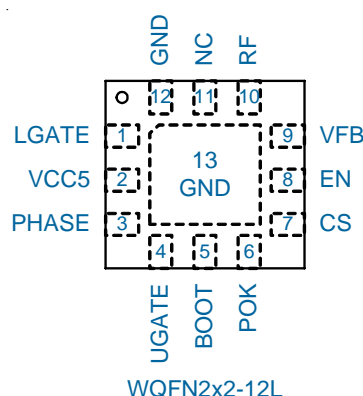 GND NC RF
12 11 10
LGATE 1 9 VFB
13
GND
VCC5 2 8 EN
PHASE 3 7 CS
4 5 6
UGATE BOOT POK
WQFN2x2-12L